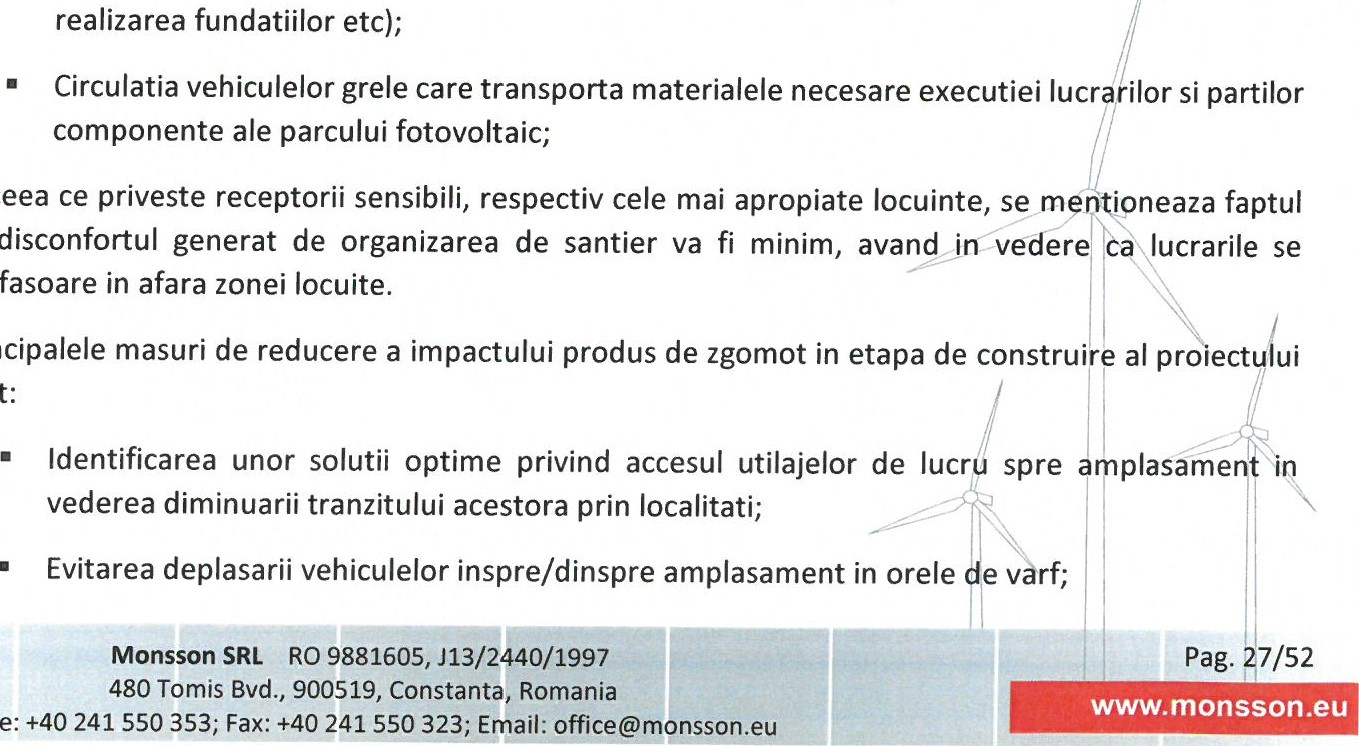 realizarea fundatiilor etc);
▪ Circulatia vehiculelor grele care transporta materialele necesare executiei lucrarilor si partilor
componente ale parcului fotovoltaic;
eea ce priveste receptorii sensibili, respectiv cele mai apropiate locuinte, se mentioneaza faptul
disconfortul generat de organizarea de santier va fi minim, avand in vedere ca lucrarile se
fasoare in afara zonei locuite.
cipalele masuri de reducere a impactului produs de zgomot in etapa de construire al proiectului
t:
▪ Identificarea unor solutii optime privind accesul utilajelor de lucru spre amplasament in
vederea diminuarii tranzitului acestora prin localitati;
▪ Evitarea deplasarii vehiculelor inspre/dinspre amplasament in orele de varf;
Monsson SRL RO 9881605, J13/2440/1997
Pag. 27/52
480 Tomis Bvd., 900519, Constanta, Romania
www.monsson.eu
e: +40 241 550 353; Fax: +40 241 550 323; Email: office@monsson.eu